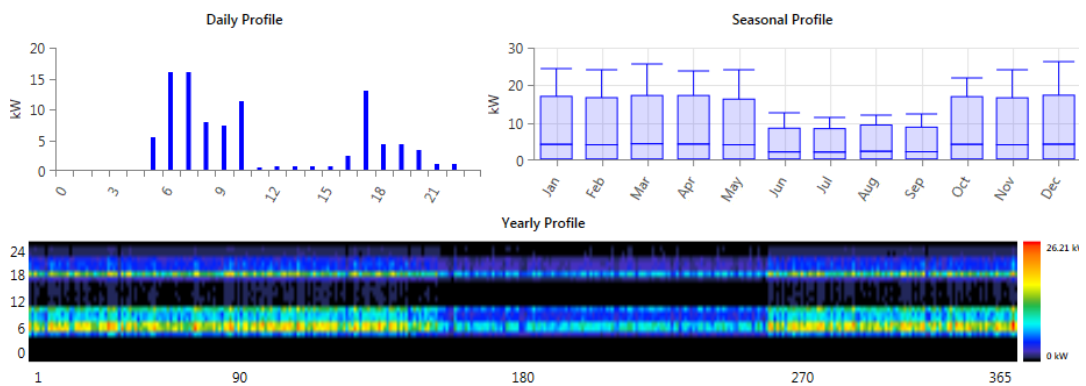 Daily Profile
20
15
10
5
0
kW
0
3
6
9
12
15
18
21
Seasonal Profile
30
20
10
0
kW
Jan
Feb
Mar
Apr
May
Jun
Jul
Aug
Sep
Oct
Nov
Dec
Yearly Profile
24
18
12
6
0
26.21 kW
0 kW
1
90
180
270
365